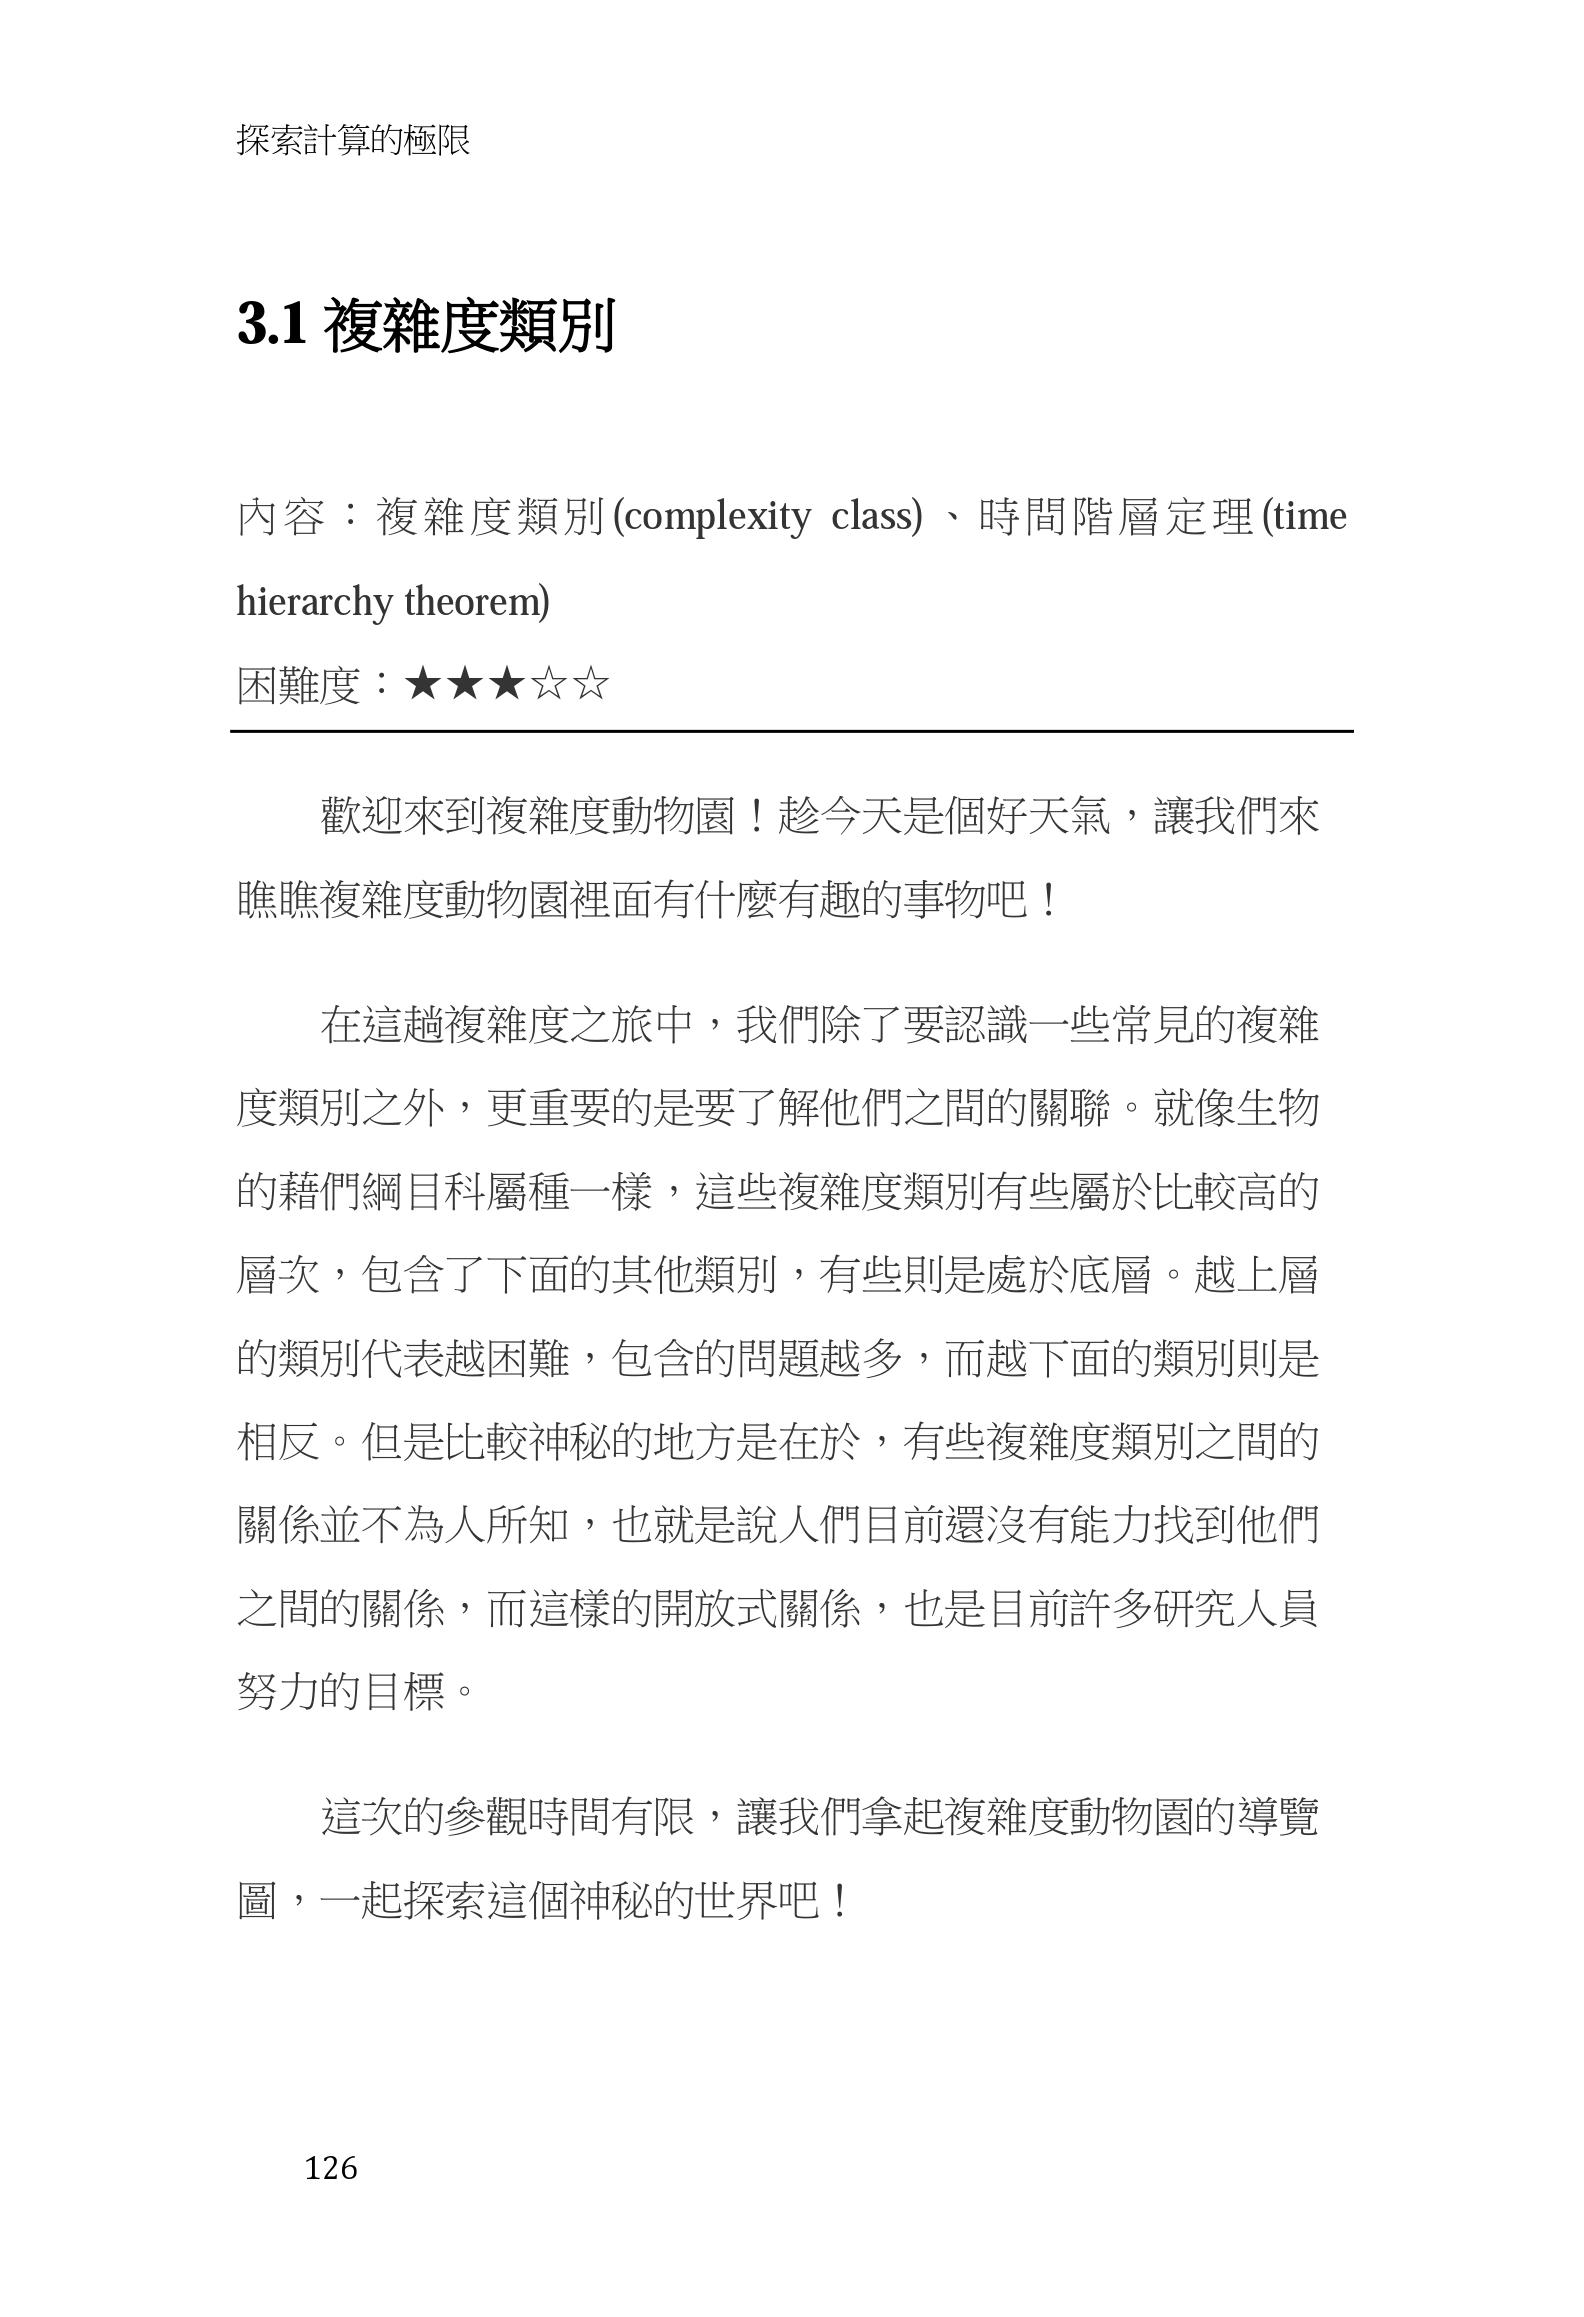 探索計算的極限
3.1 複雜度類別
內容：複雜度類別(complexity class)、時間階層定理(time
hierarchy theorem)
困難度：★★★☆☆
歡迎來到複雜度動物園！趁今天是個好天氣，讓我們來
瞧瞧複雜度動物園裡面有什麼有趣的事物吧！
在這趟複雜度之旅中，我們除了要認識一些常見的複雜
度類別之外，更重要的是要了解他們之間的關聯。就像生物
的藉們綱目科屬種一樣，這些複雜度類別有些屬於比較高的
層次，包含了下面的其他類別，有些則是處於底層。越上層
的類別代表越困難，包含的問題越多，而越下面的類別則是
相反。但是比較神秘的地方是在於，有些複雜度類別之間的
關係並不為人所知，也就是說人們目前還沒有能力找到他們
之間的關係，而這樣的開放式關係，也是目前許多研究人員
努力的目標。
這次的參觀時間有限，讓我們拿起複雜度動物園的導覽
圖，一起探索這個神秘的世界吧！
126